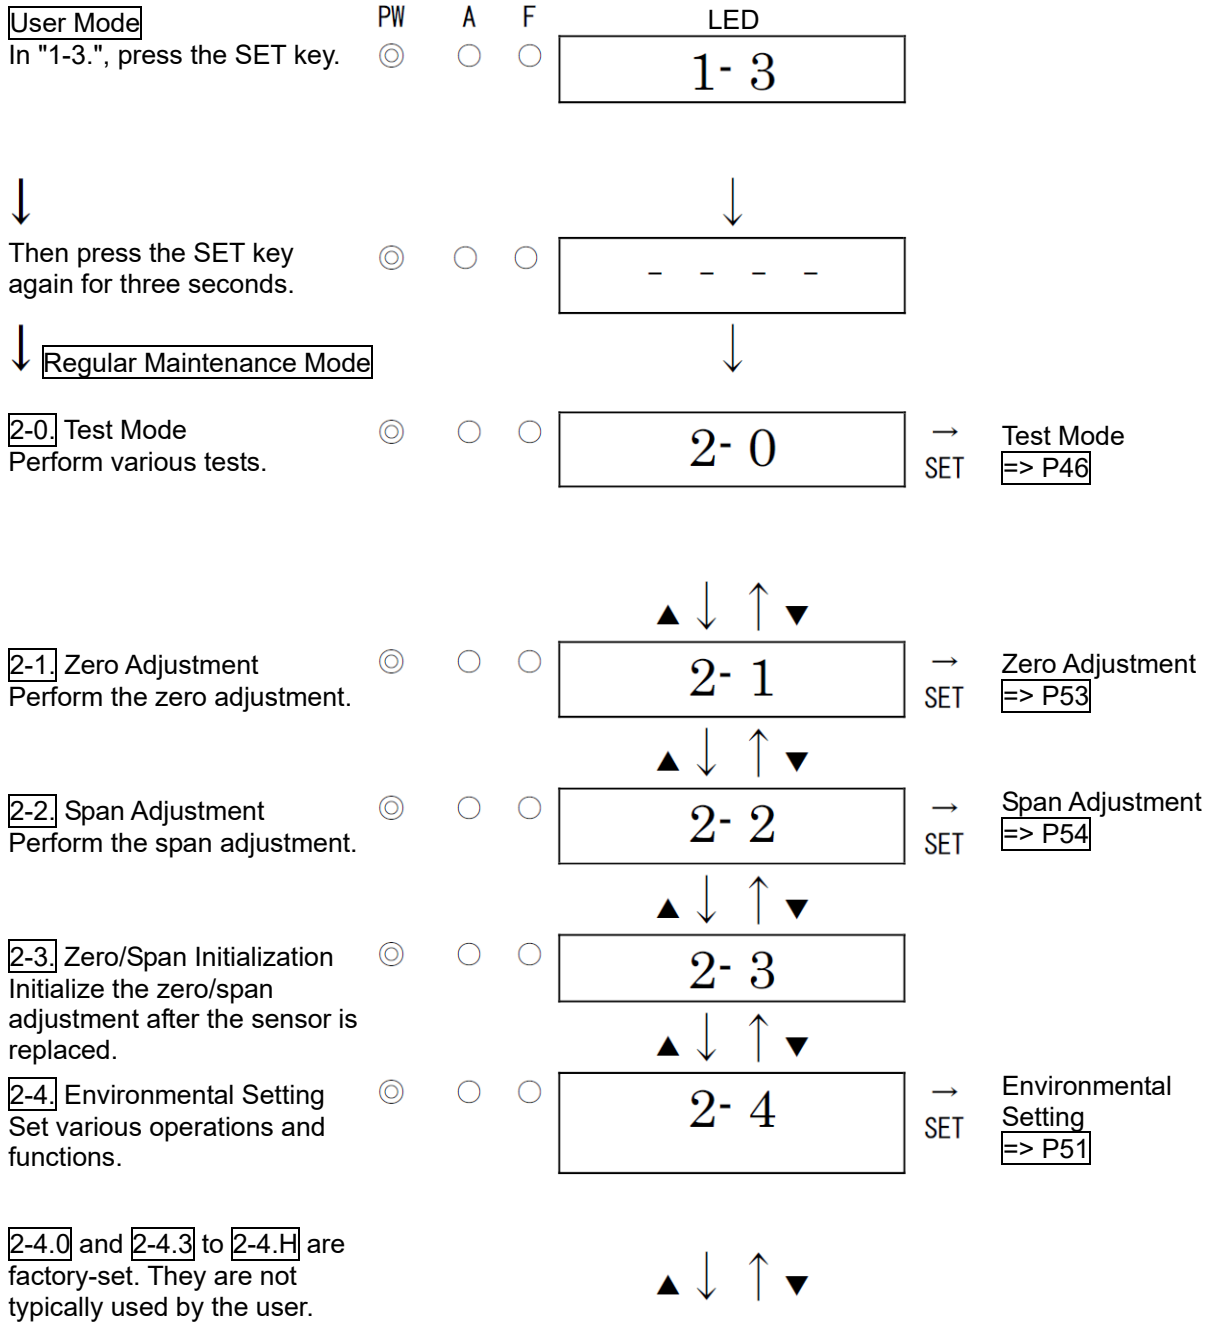 User Mode
PW A F LED
In "1-3.", press the SET key. ◎ ○ ○ 1- 3
↓ ↓
Then press the SET key
again for three seconds. ◎ ○ ○ - - - -
↓ Regular Maintenance Mode ↓
2-0. Test Mode ◎ ○ ○ 2- 0 → Test Mode
Perform various tests. SET => P46
▲ ↓ ↑ ▼
2-1. Zero Adjustment ◎ ○ ○ 2- 1 → Zero Adjustment
Perform the zero adjustment. SET => P53
▲ ↓ ↑ ▼
2-2. Span Adjustment ◎ ○ ○ 2- 2 → Span Adjustment
Perform the span adjustment. SET => P54
▲ ↓ ↑ ▼
2-3. Zero/Span Initialization ◎ ○ ○ 2- 3
Initialize the zero/span
adjustment after the sensor is
replaced.
▲ ↓ ↑ ▼
2-4. Environmental Setting ◎ ○ ○ 2- 4 → Environmental
Set various operations and SET Setting
functions. => P51
2-4.0 and 2-4.3 to 2-4.H are
factory-set. They are not
typically used by the user.
▲ ↓ ↑ ▼